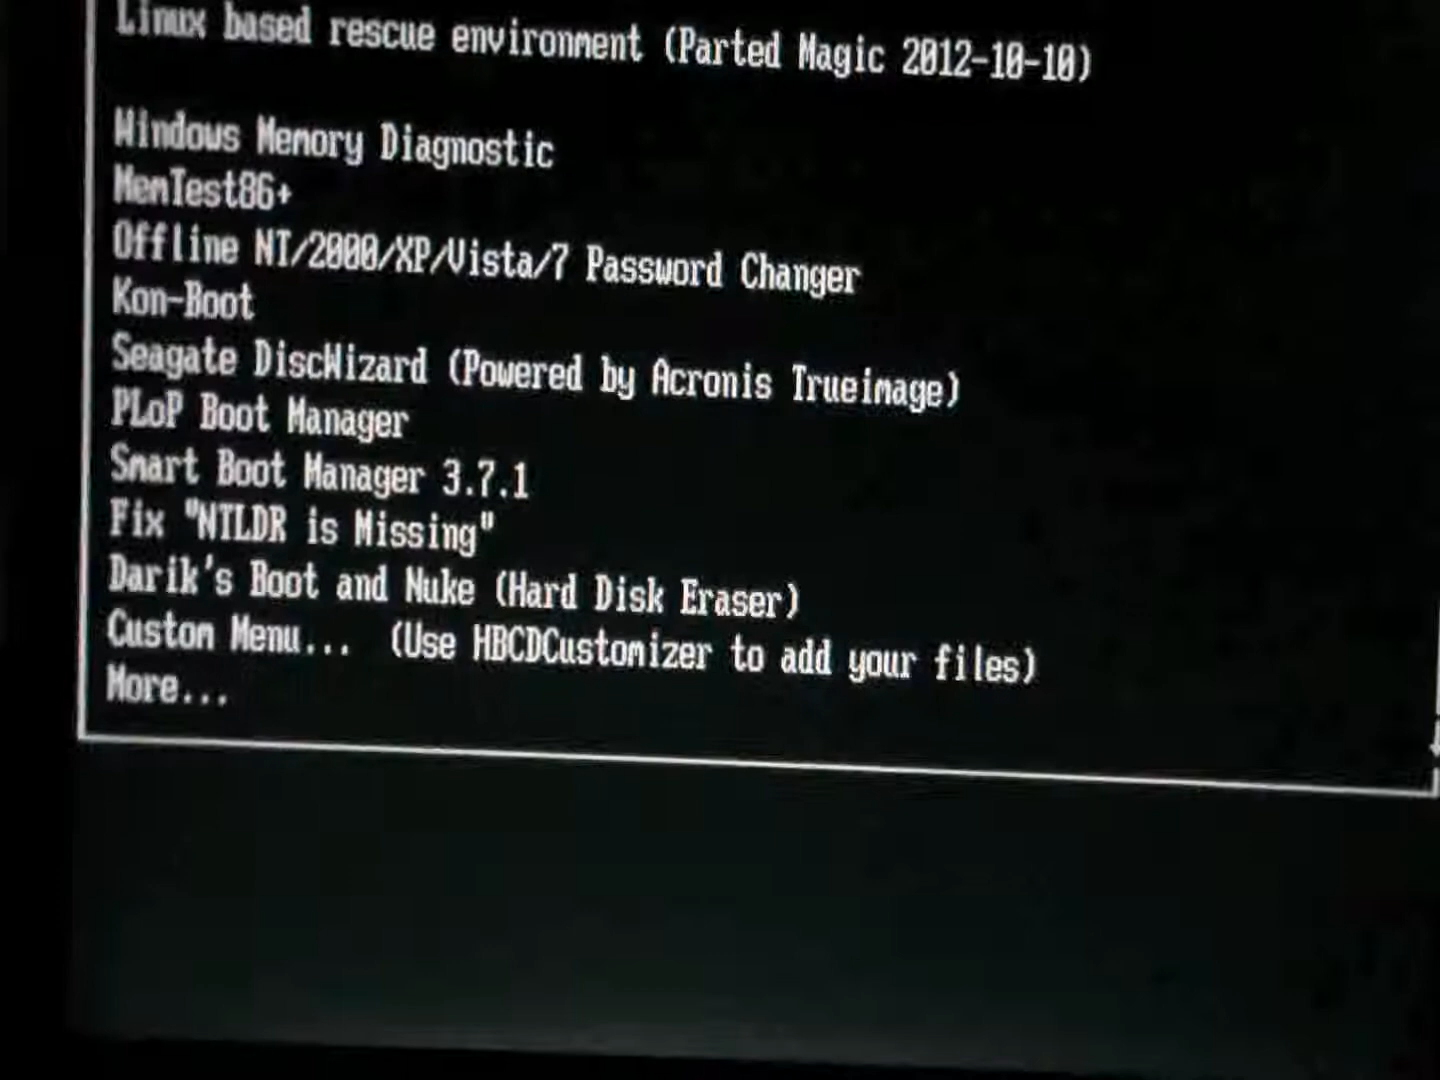 Linux based rescue environment (Parted Magic 2012-10-10)
Windows Memory Diagnostic
MemTest86+
Offline NT/2000/XP/Vista/7 Password Changer
Kon-Boot
Seagate DiscWizard (Powered by Acronis Trueimage)
PLoP Boot Manager
Smart Boot Manager 3.7.1
Fix "NTLDR is Missing"
Darik's Boot and Nuke (Hard Disk Eraser)
Custom Menu... (Use HBCDCustomizer to add your files)
More...